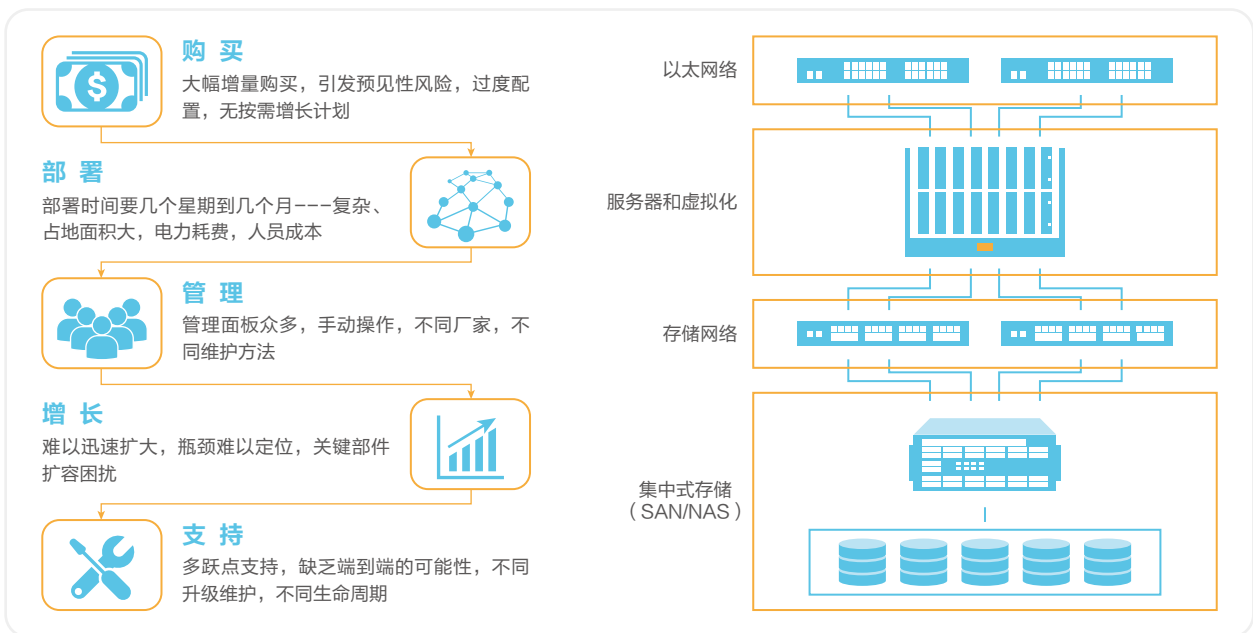 购 买
大幅增量购买，引发预见性风险，过度配
置，无按需增长计划
部 署
部署时间要几个星期到几个月---复杂、
占地面积大，电力耗费，人员成本
管 理
管理面板众多，手动操作，不同厂家，不
同维护方法
增 长
难以迅速扩大，瓶颈难以定位，关键部件
扩容困扰
支 持
多跃点支持，缺乏端到端的可能性，不同
升级维护，不同生命周期
以太网络
服务器和虚拟化
存储网络
集中式存储
（SAN/NAS）
$